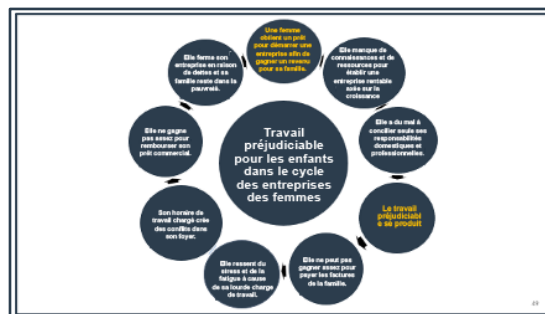 Une femme
obtient un prêt
pour démarrer une
entreprise afin de
gagner un revenu
pour sa famille.
Elle manque de
connaissances et de
ressources pour
établir une
entreprise rentable
axée sur la
croissance
Elle a du mal à
concilier seule ses
responsabilités
domestiques et
professionnelles.
Le travail
préjudiciabl
e se produit
Elle ne peut pas
gagner assez pour
payer les factures
de la famille.
Elle ressent du
stress et de la
fatigue à cause
de sa lourde charge
de travail.
Son horaire de
travail chargé crée
des conflits dans
son foyer.
Elle ne gagne
pas assez pour
rembourser son
prêt commercial.
Elle ferme son
entreprise en raison
de dettes et sa
famille reste dans la
pauvreté.
Travail
préjudiciable
pour les enfants
dans le cycle
des entreprises
des femmes